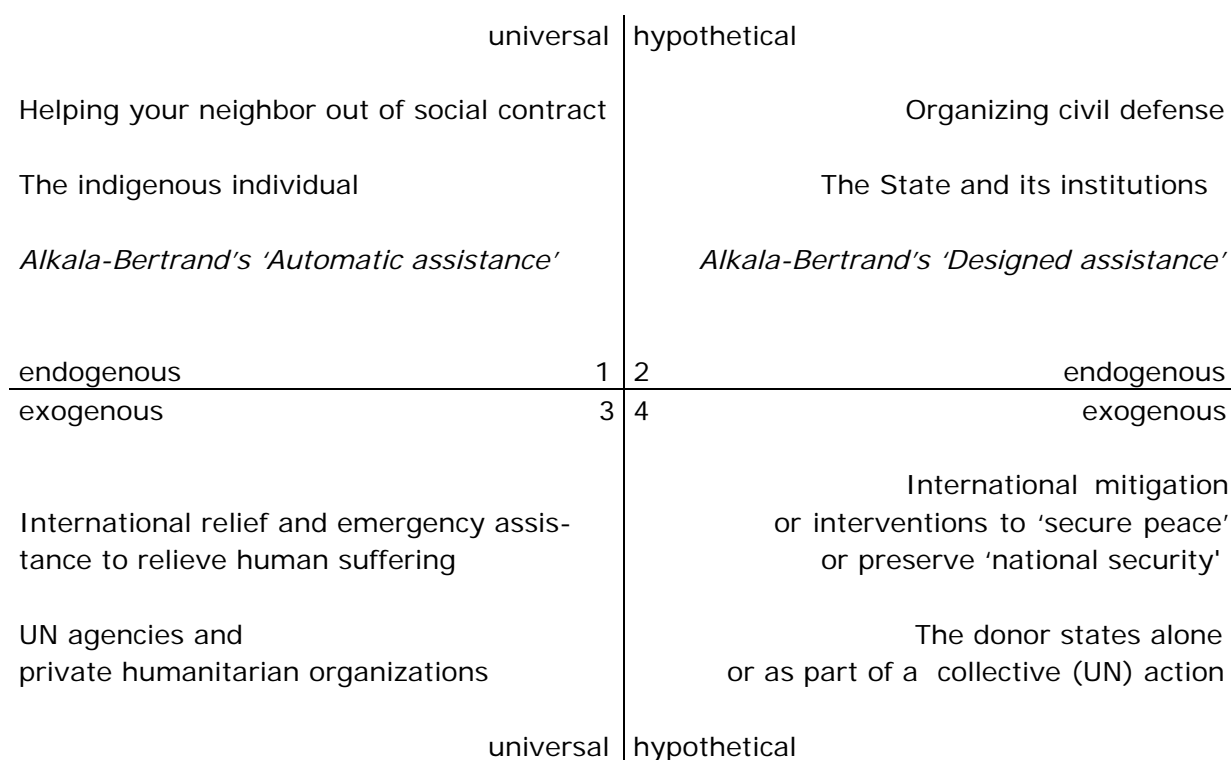 universal hypothetical
Helping your neighbor out of social contract
Organizing civil defense
The indigenous individual
The State and its institutions
Alkala-Bertrand's 'Automatic assistance’
Alkala-Bertrand's ‘Designed assistance’
endogenous 1 2 endogenous
exogenous 3 4 exogenous
International relief and emergency assis-
tance to relieve human suffering
International mitigation
or interventions to ‘secure peace’
or preserve ‘national security'
UN agencies and
private humanitarian organizations
The donor states alone
or as part of a collective (UN) action
universal hypothetical